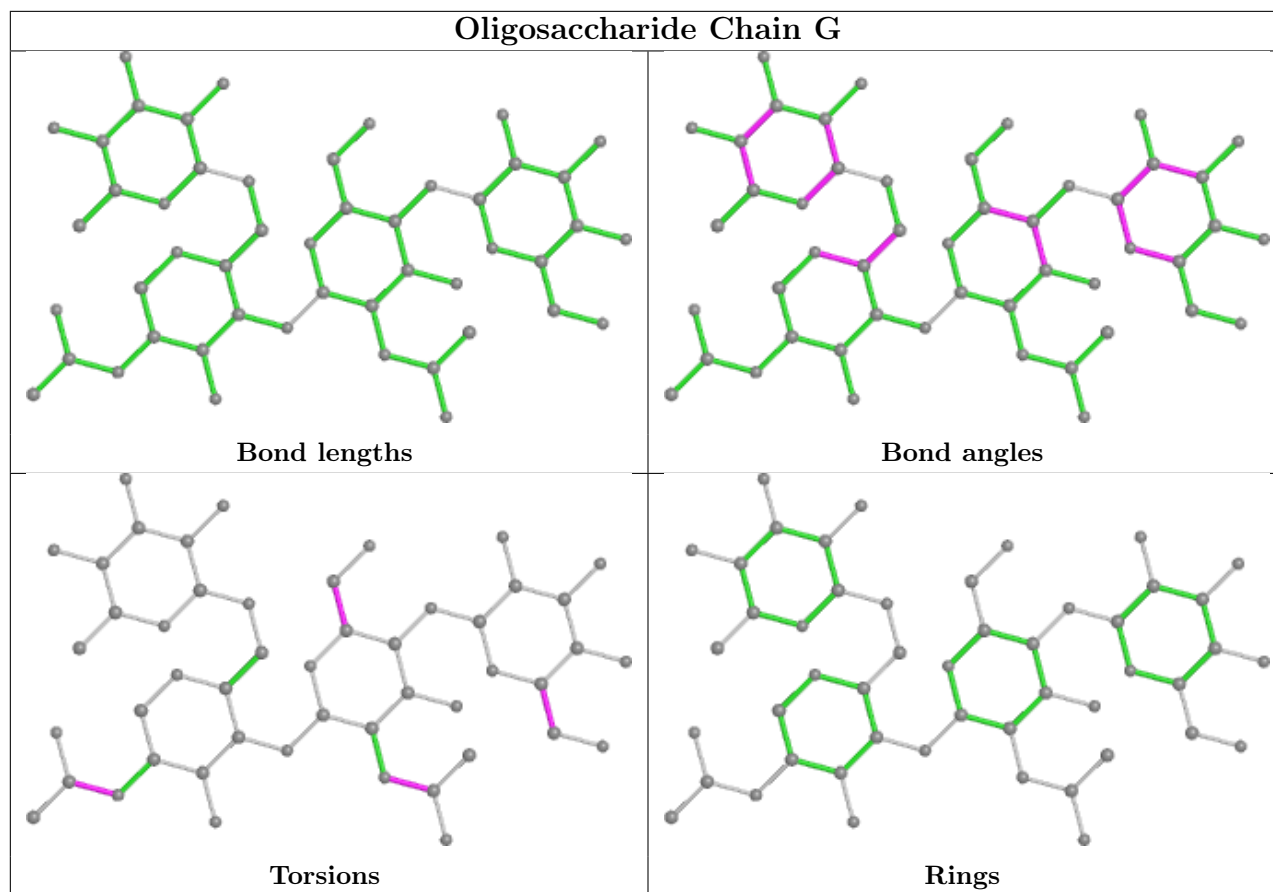 Oligosaccharide Chain G
Bond lengths
Bond angles
Torsions
Rings